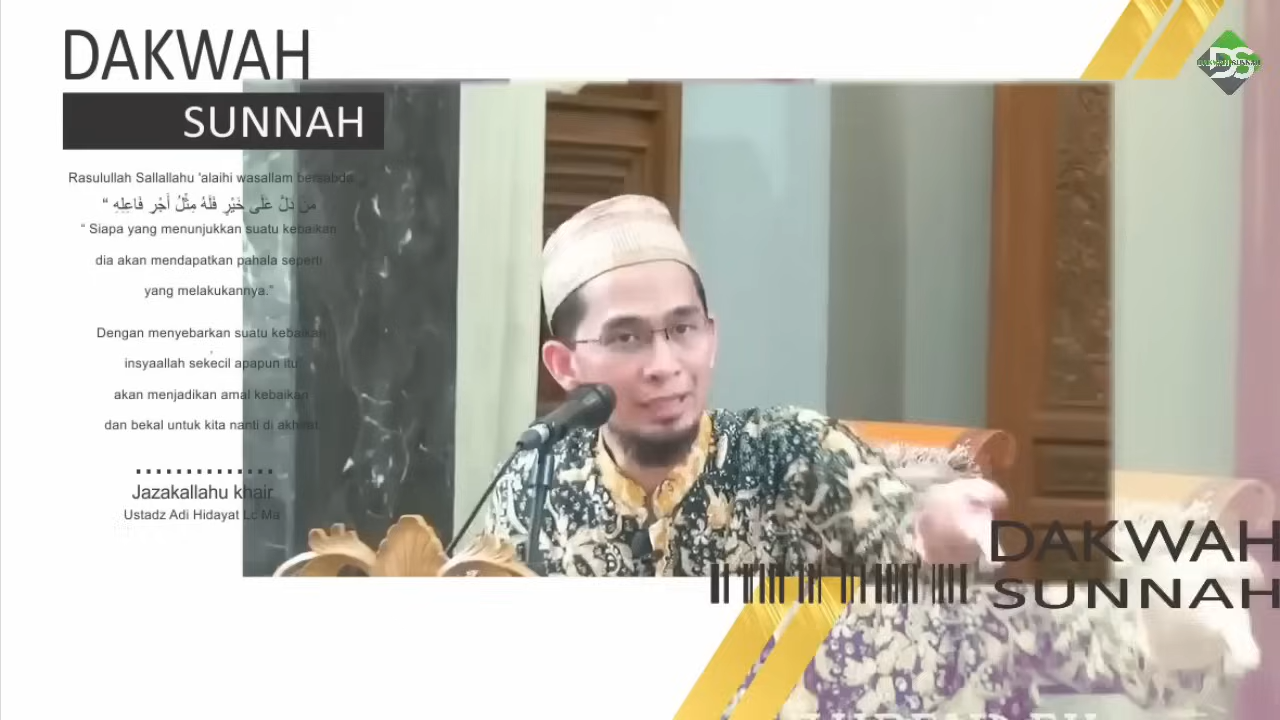 DAKWAH
SUNNAH
Rasulullah Sallallahu 'alaihi wasallam bersabda
“ مَنْ دَلَّ عَلَى خَيْرٍ فَلَهُ مِثْلُ أَجْرِ فَاعِلِهِ
“ Siapa yang menunjukkan suatu kebaikan
dia akan mendapatkan pahala seperti
yang melakukannya.”
Dengan menyebarkan suatu kebaikan
insyaallah sekecil apapun itu
akan menjadikan amal kebaikan
dan bekal untuk kita nanti di akhirat
Jazakallahu khair
Ustadz Adi Hidayat Lc Ma
DS
DAKWAH
SUNNAH